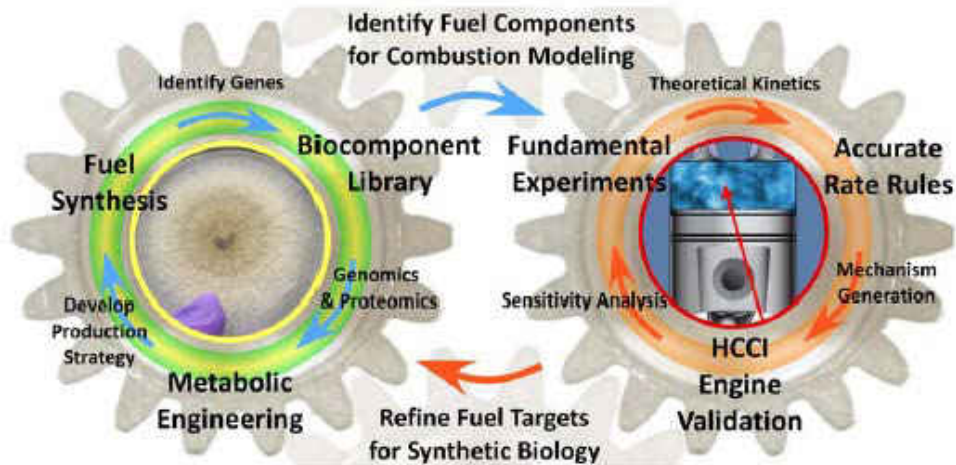 Identify Fuel Components
for Combustion Modeling
Identify Genes
Fuel
Synthesis
Biocomponent
Library
Genomics
& Proteomics
Develop
Production
Strategy
Metabolic
Engineering
Theoretical Kinetics
Fundamental
Experiments
Accurate
Rate Rules
Sensitivity Analysis
Mechanism
Generation
HCCI
Engine
Validation
Refine Fuel Targets
for Synthetic Biology